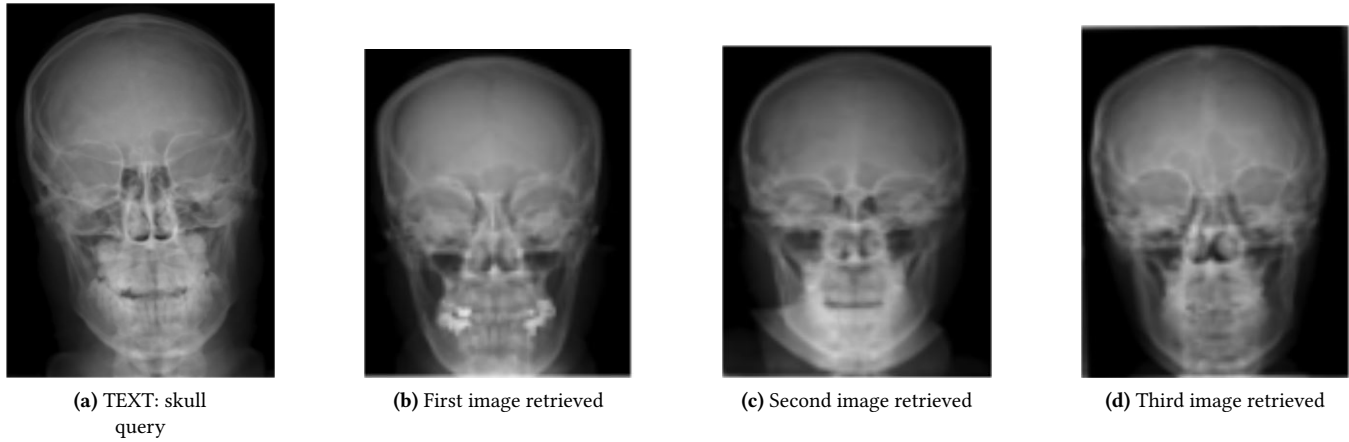 (a) TEXT: skull
query
(b) First image retrieved
(c) Second image retrieved
(d) Third image retrieved